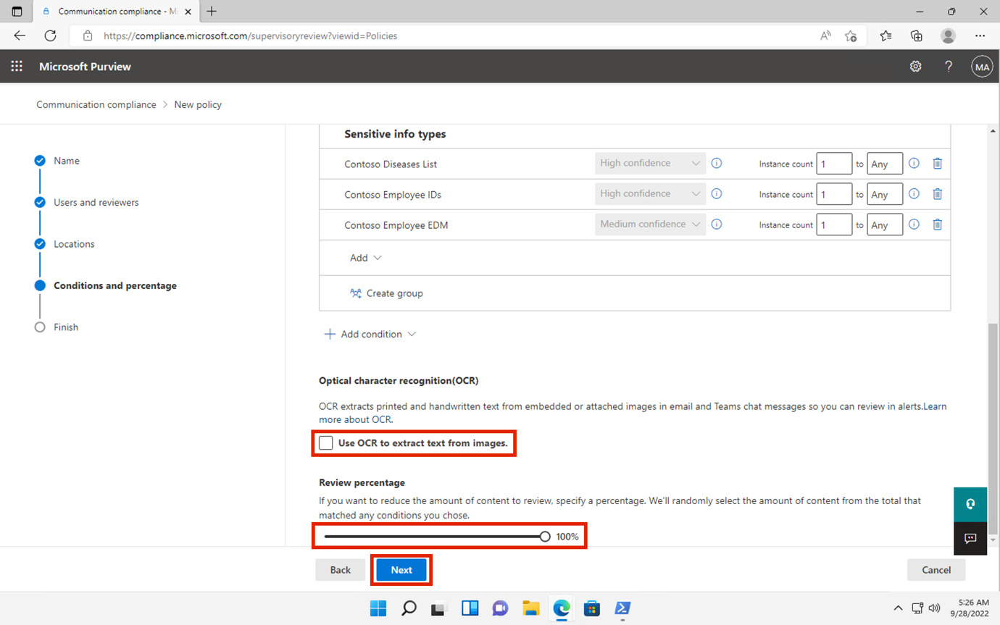 Communication compliance - Mi
https://compliance.microsoft.com/supervisoryreview?viewid=Policies
Microsoft Purview
MA
Communication compliance > New policy
Name
Users and reviewers
Locations
Conditions and percentage
Finish
Sensitive info types
Contoso Diseases List High confidence Instance count 1 to Any
Contoso Employee IDs High confidence Instance count 1 to Any
Contoso Employee EDM Medium confidence Instance count 1 to Any
Add
Create group
Add condition
Optical character recognition(OCR)
OCR extracts printed and handwritten text from embedded or attached images in email and Teams chat messages so you can review in alerts.Learn
more about OCR.
Use OCR to extract text from images.
Review percentage
If you want to reduce the amount of content to review, specify a percentage. We'll randomly select the amount of content from the total that
matched any conditions you chose.
100%
Back Next Cancel
5:26 AM
9/28/2022